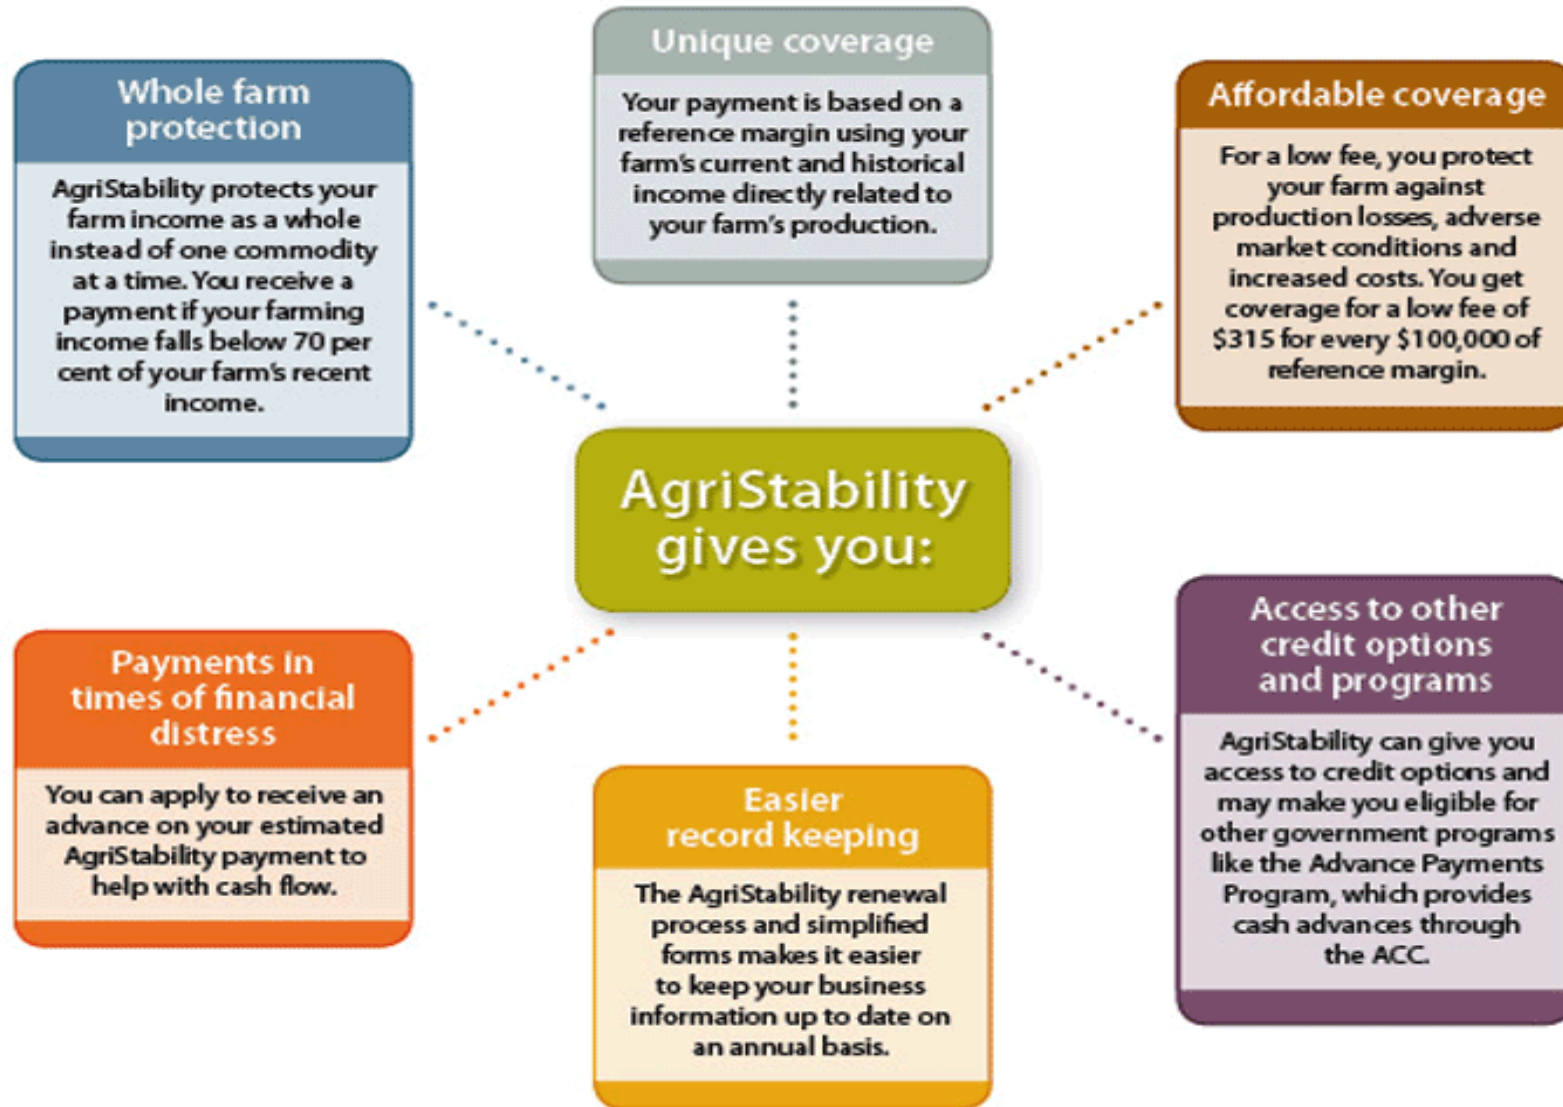 Whole farm
protection
AgriStability protects your
farm income as a whole
instead of one commodity
at a time. You receive a
payment if your farming
income falls below 70 per
cent of your farm's recent
income.
Unique coverage
Your payment is based on a
reference margin using your
farm's current and historical
income directly related to
your farm's production.
Affordable coverage
For a low fee, you protect
your farm against
production losses, adverse
market conditions and
increased costs. You get
coverage for a low fee of
$315 for every $100,000 of
reference margin.
AgriStability
gives you:
Payments in
times of financial
distress
You can apply to receive an
advance on your estimated
AgriStability payment to
help with cash flow.
Easier
record keeping
The AgriStability renewal
process and simplified
forms makes it easier
to keep your business
information up to date on
an annual basis.
Access to other
credit options
and programs
AgriStability can give you
access to credit options and
may make you eligible for
other government programs
like the Advance Payments
Program, which provides
cash advances through
the ACC.